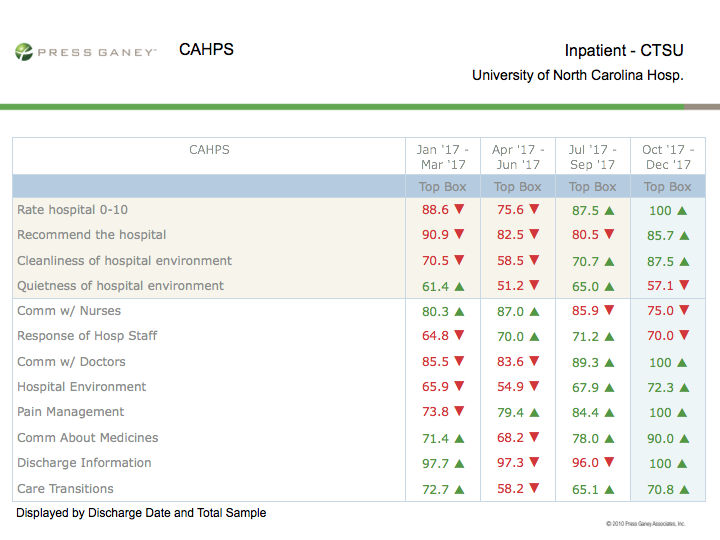 PRESS GANEY
CAHPS
Inpatient - CTSU
University of North Carolina Hosp.
CAHPS Jan '17 - Mar '17 Apr '17 - Jun '17 Jul '17 - Sep '17 Oct '17 - Dec '17
Top Box Top Box Top Box Top Box
Rate hospital 0-10 88.6 ▼ 75.6 ▼ 87.5 ▲ 100 ▲
Recommend the hospital 90.9 ▼ 82.5 ▼ 80.5 ▼ 85.7 ▲
Cleanliness of hospital environment 70.5 ▼ 58.5 ▼ 70.7 ▲ 87.5 ▲
Quietness of hospital environment 61.4 ▲ 51.2 ▼ 65.0 ▲ 57.1 ▼
Comm w/ Nurses 80.3 ▲ 87.0 ▲ 85.9 ▼ 75.0 ▼
Response of Hosp Staff 64.8 ▼ 70.0 ▲ 71.2 ▲ 70.0 ▼
Comm w/ Doctors 85.5 ▼ 83.6 ▼ 89.3 ▲ 100 ▲
Hospital Environment 65.9 ▼ 54.9 ▼ 67.9 ▲ 72.3 ▲
Pain Management 73.8 ▼ 79.4 ▲ 84.4 ▲ 100 ▲
Comm About Medicines 71.4 ▲ 68.2 ▼ 78.0 ▲ 90.0 ▲
Discharge Information 97.7 ▲ 97.3 ▼ 96.0 ▼ 100 ▲
Care Transitions 72.7 ▲ 58.2 ▼ 65.1 ▲ 70.8 ▲
Displayed by Discharge Date and Total Sample
© 2010 Press Ganey Associates, Inc.